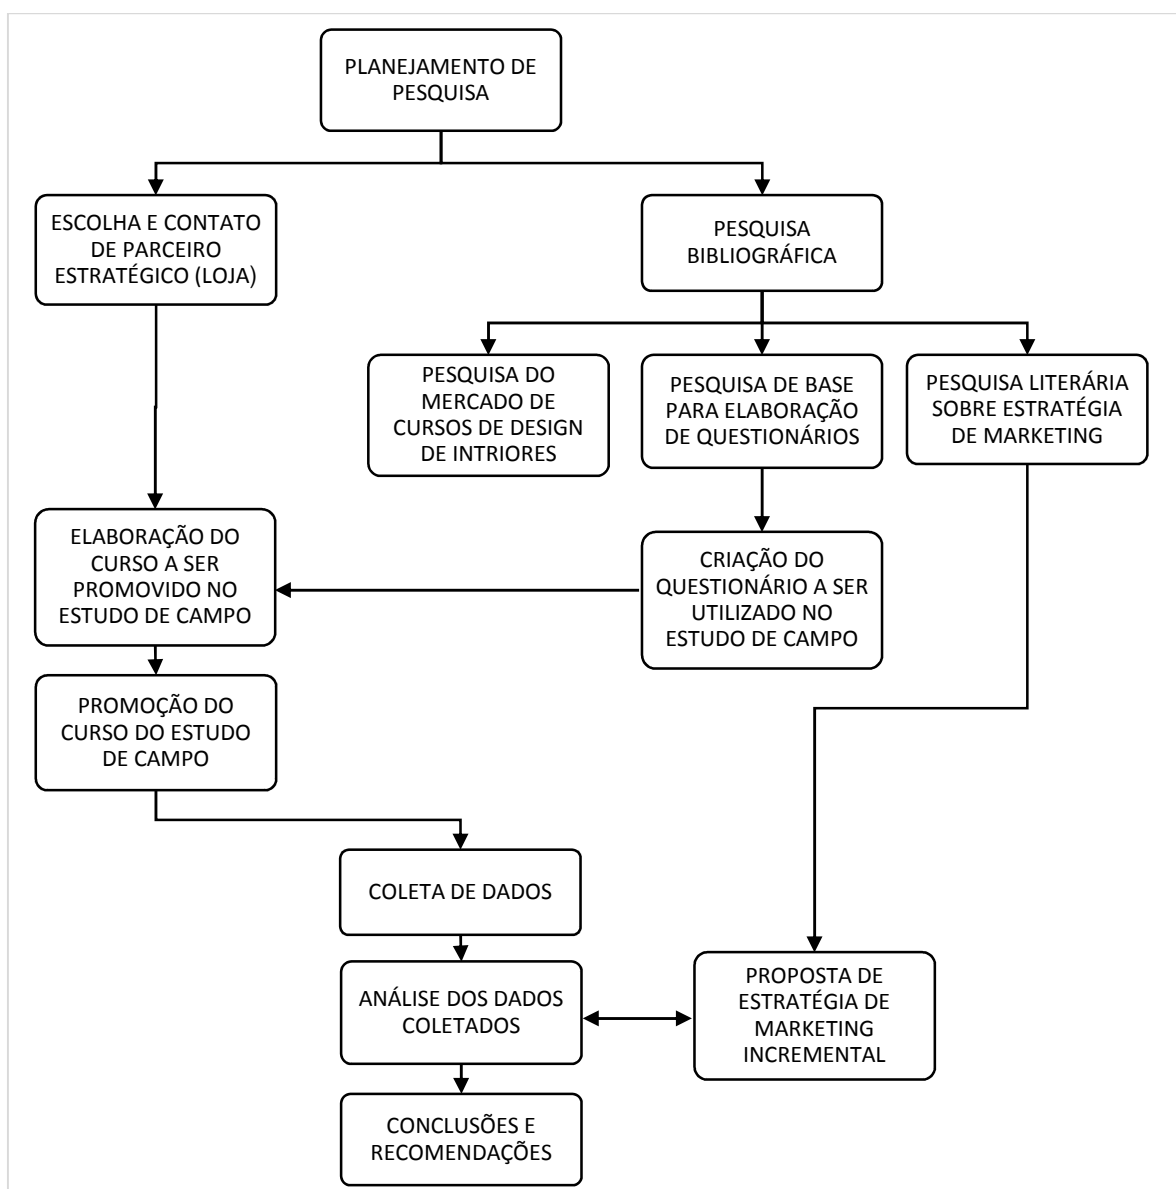 PLANEJAMENTO DE
PESQUISA
ESCOLHA E CONTATO
DE PARCEIRO
ESTRATÉGICO (LOJA)
PESQUISA
BIBLIOGRÁFICA
PESQUISA DO
MERCADO DE
CURSOS DE DESIGN
DE INTRIORES
PESQUISA DE BASE
PARA ELABORAÇÃO
DE QUESTIONÁRIOS
PESQUISA LITERÁRIA
SOBRE ESTRATÉGIA
DE MARKETING
ELABORAÇÃO DO
CURSO A SER
PROMOVIDO NO
ESTUDO DE CAMPO
CRIAÇÃO DO
QUESTIONÁRIO A SER
UTILIZADO NO
ESTUDO DE CAMPO
PROMOÇÃO DO
CURSO DO ESTUDO
DE CAMPO
COLETA DE DADOS
ANÁLISE DOS DADOS
COLETADOS
PROPOSTA DE
ESTRATÉGIA DE
MARKETING
INCREMENTAL
CONCLUSÕES E
RECOMENDAÇÕES